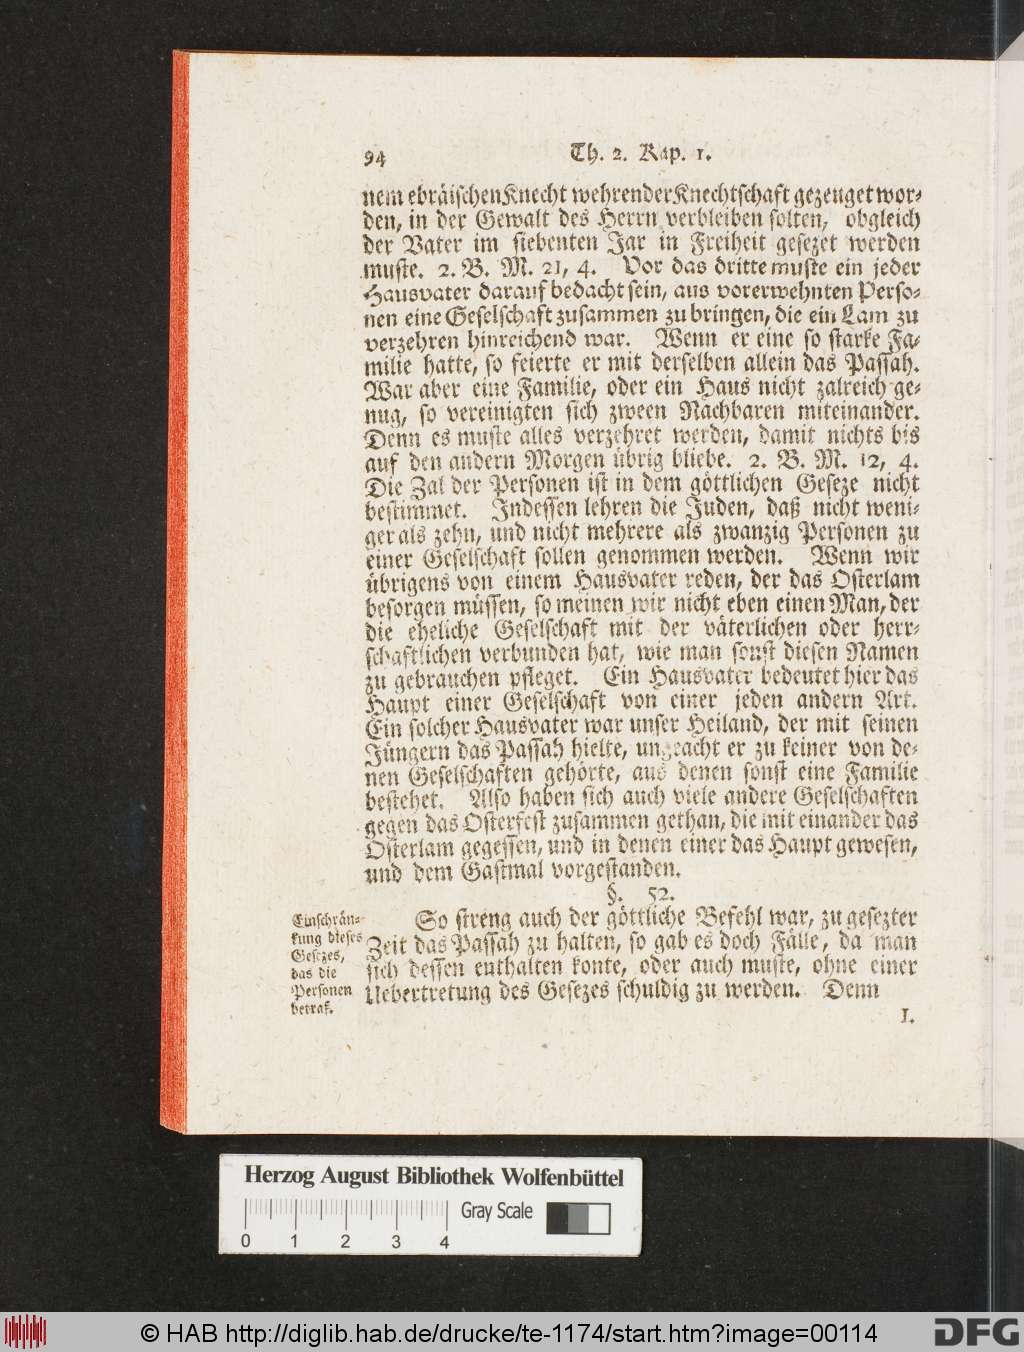 94 Th. 2. Kap. 1.
nem ebräischen Knecht wehrender Knechtschaft gezeuget wor-
den, in der Gewalt des Herrn verbleiben solten, obgleich
der Vater im siebenten Jar in Freiheit gesezet werden
muste. 2. B. M. 21, 4. Vor das dritte muste ein jeder
Hausvater darauf bedacht sein, aus vorerwehnten Perso-
nen eine Geselschaft zusammen zu bringen, die ein Lam zu
verzehren hinreichend war. Wenn er eine so starke Fa-
milie hatte, so feierte er mit derselben allein das Passah.
War aber eine Familie, oder ein Haus nicht zalreich ge-
nug, so vereinigten sich zween Nachbaren miteinander.
Denn es muste alles verzehret werden, damit nichts bis
auf den andern Morgen übrig bliebe. 2. B. M. 12, 4.
Die Zal der Personen ist in dem göttlichen Geseze nicht
bestimmet. Indessen lehren die Juden, daß nicht weni-
ger als zehn, und nicht mehrere als zwanzig Personen zu
einer Geselschaft sollen genommen werden. Wenn wir
übrigens von einem Hausvater reden, der das Osterlam
besorgen müssen, so meinen wir nicht eben einen Man, der
die eheliche Geselschaft mit der väterlichen oder herr-
schaftlichen verbunden hat, wie man sonst diesen Namen
zu gebrauchen pfleget. Ein Hausvater bedeutet hier das
Haupt einer Geselschaft von einer jeden andern Art.
Ein solcher Hausvater war unser Heiland, der mit seinen
Jüngern das Passah hielte, ungeacht er zu keiner von de-
nen Geselschaften gehörte, aus denen sonst eine Familie
bestehet. Also haben sich auch viele andere Geselschaften
gegen das Osterfest zusammen gethan, die mit einander das
Osterlam gegessen, und in denen einer das Haupt gewesen,
und dem Gastmal vorgestanden.
§. 52.
Einschrän-
kung dieses
Gesezes,
das die
Personen
betraf.
So streng auch der göttliche Befehl war, zu gesezter
Zeit das Passah zu halten, so gab es doch Fälle, da man
sich dessen enthalten konte, oder auch muste, ohne einer
Uebertretung des Gesezes schuldig zu werden. Denn
I.
Herzog August Bibliothek Wolfenbüttel
Gray Scale
0 1 2 3 4
© HAB http://diglib.hab.de/drucke/te-1174/start.htm?image=00114
DFG